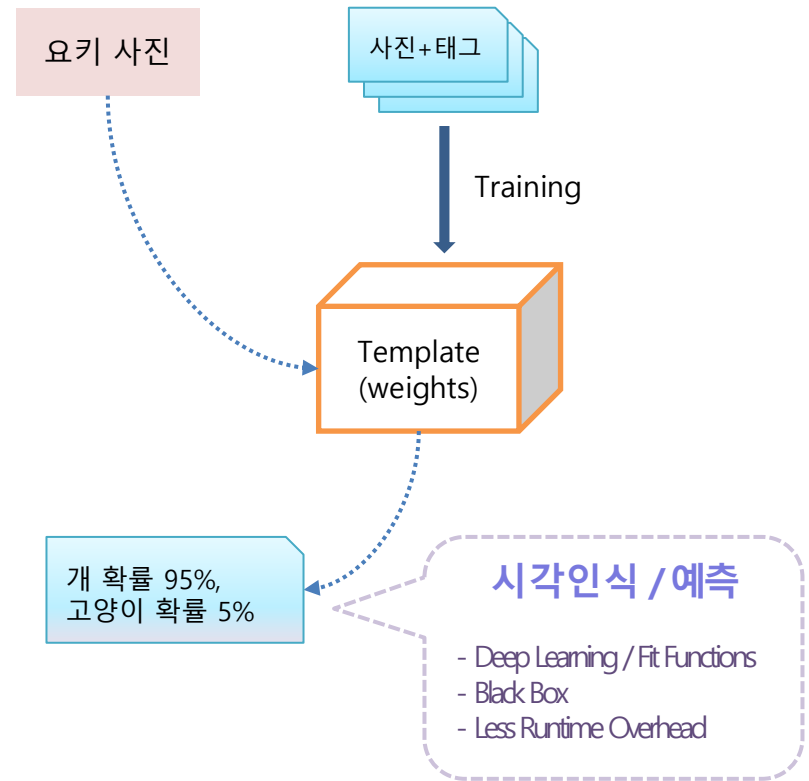 요키 사진
사진+태그
Training
Template
(weights)
개 확률 95%,
고양이 확률 5%
시각인식 / 예측
- Deep Learning / Fit Functions
- Black Box
- Less Runtime Overhead